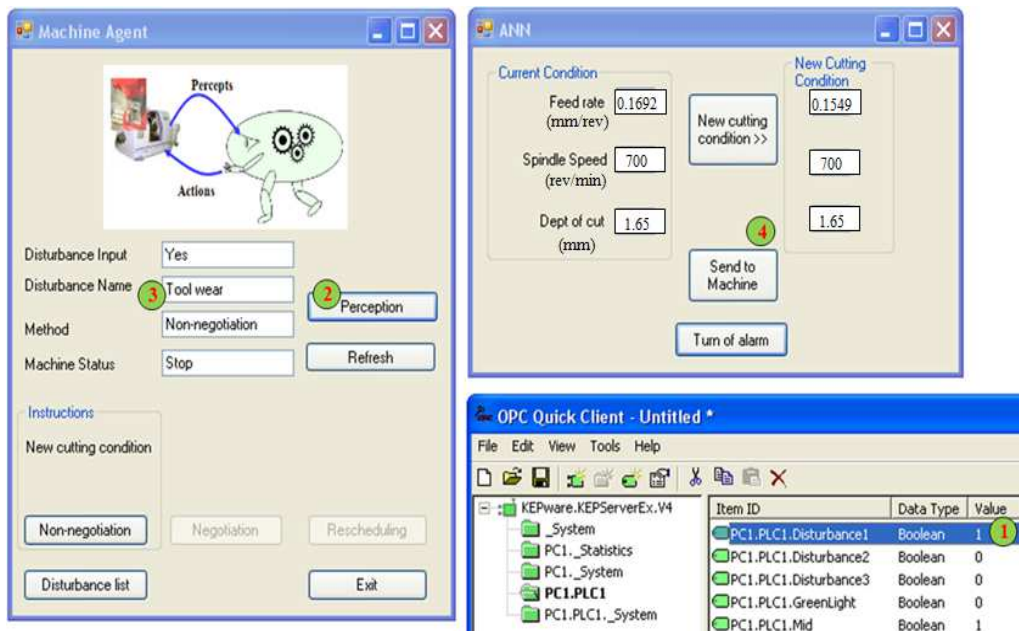 Machine Agent
Percepts
Actions
Disturbance Input Yes
Disturbance Name 3 Tool wear
2 Perception
Method Non-negotiation
Machine Status Stop
Refresh
Instructions
New cutting condition
Non-negotiation Negotiation Rescheduling
Disturbance list Exit
ANN
Current Condition
Feed rate 0.1692
(mm/rev)
Spindle Speed 700
(rev/min)
Dept of cut 1.65
(mm)
New cutting
condition >>
New Cutting
Condition
0.1549
700
1.65
4
Send to
Machine
Turn of alarm
OPC Quick Client - Untitled *
File Edit View Tools Help
KEPware.KEPServerEx.V4
_System
PC1._Statistics
PC1._System
PC1.PLC1
PC1.PLC1._System
Item ID Data Type Value
PC1.PLC1.Disturbance1 Boolean 1 1
PC1.PLC1.Disturbance2 Boolean 0
PC1.PLC1.Disturbance3 Boolean 0
PC1.PLC1.GreenLight Boolean 0
PC1.PLC1.Mid Boolean 1